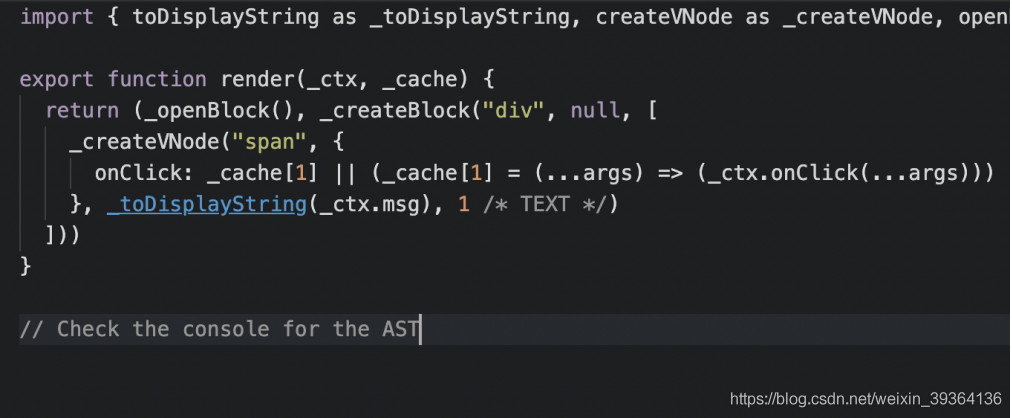 import { toDisplayString as _toDisplayString, createVNode as _createVNode, open
export function render(_ctx, _cache) {
return (_openBlock(), _createBlock("div", null, [
_createVNode("span", {
onClick: _cache[1] || (_cache[1] = (...args) => (_ctx.onClick(...args)))
}, _toDisplayString(_ctx.msg), 1 /* TEXT */)
]))
}
// Check the console for the AST
https://blog.csdn.net/weixin_39364136